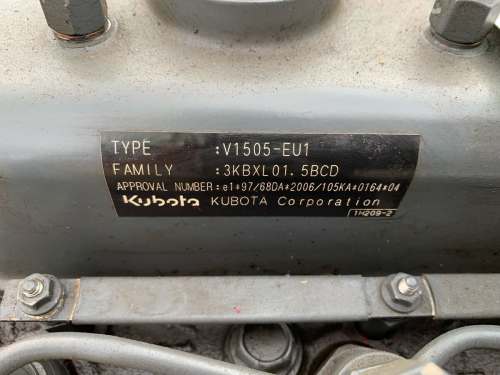 TYPE :V1505-EU1
FAMILY :3KBXL01.5BCD
APPROVAL NUMBER:e1*97/68DA*2006/105KA*0164*04
Kubota KUBOTA Corporation
1H209-2